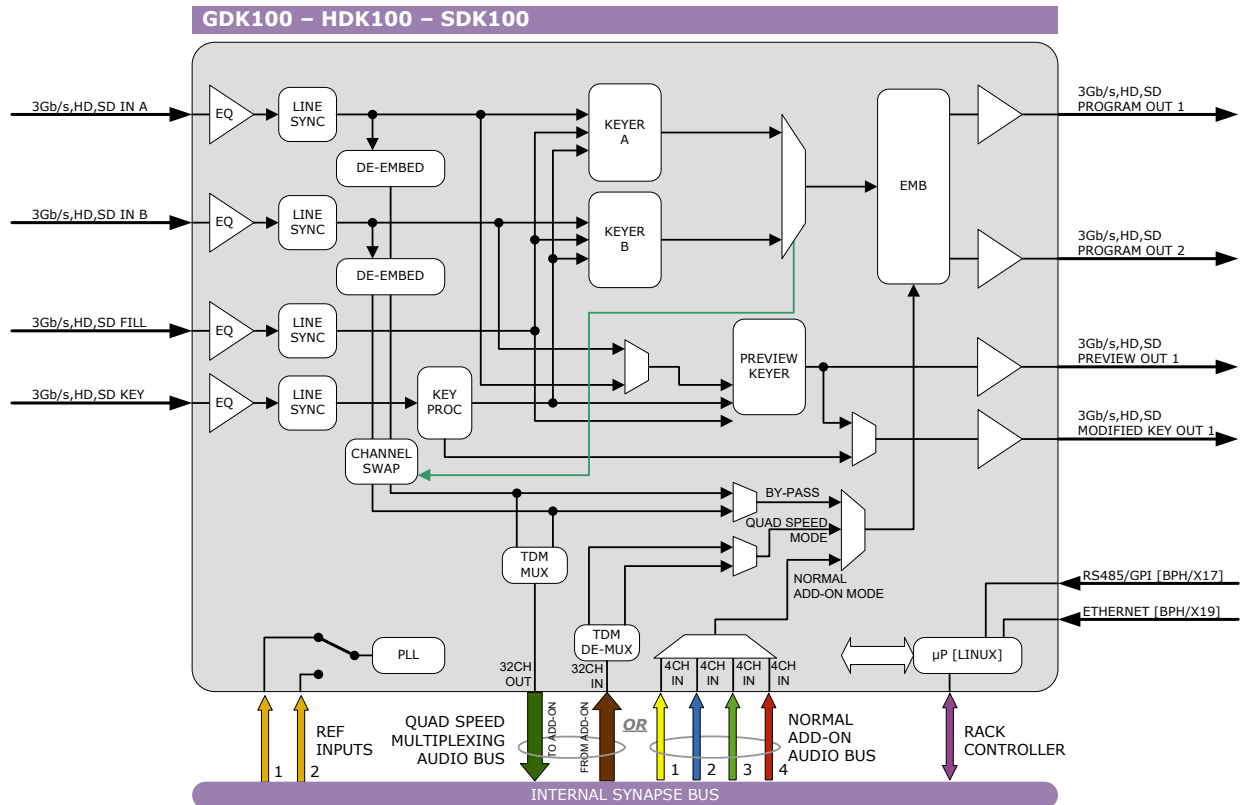 GDK100 – HDK100 – SDK100
3Gb/s,HD,SD IN A
EQ
LINE
SYNC
DE-EMBED
KEYER
A
EMB
3Gb/s,HD,SD
PROGRAM OUT 1
3Gb/s,HD,SD IN B
EQ
LINE
SYNC
DE-EMBED
KEYER
B
3Gb/s,HD,SD
PROGRAM OUT 2
3Gb/s,HD,SD FILL
EQ
LINE
SYNC
PREVIEW
KEYER
3Gb/s,HD,SD
PREVIEW OUT 1
3Gb/s,HD,SD KEY
EQ
LINE
SYNC
KEY
PROC
3Gb/s,HD,SD
MODIFIED KEY OUT 1
CHANNEL
SWAP
BY-PASS
QUAD SPEED
MODE
TDM
MUX
NORMAL
ADD-ON MODE
RS485/GPI [BPH/X17]
ETHERNET [BPH/X19]
PLL
TDM
DE-MUX
µP [LINUX]
32CH
OUT
32CH
IN
4CH
IN
4CH
IN
4CH
IN
4CH
IN
REF
INPUTS
1
2
QUAD SPEED
MULTIPLEXING
AUDIO BUS
TO ADD-ON
FROM ADD-ON
OR
1
2
3
4
NORMAL
ADD-ON
AUDIO BUS
RACK
CONTROLLER
INTERNAL SYNAPSE BUS